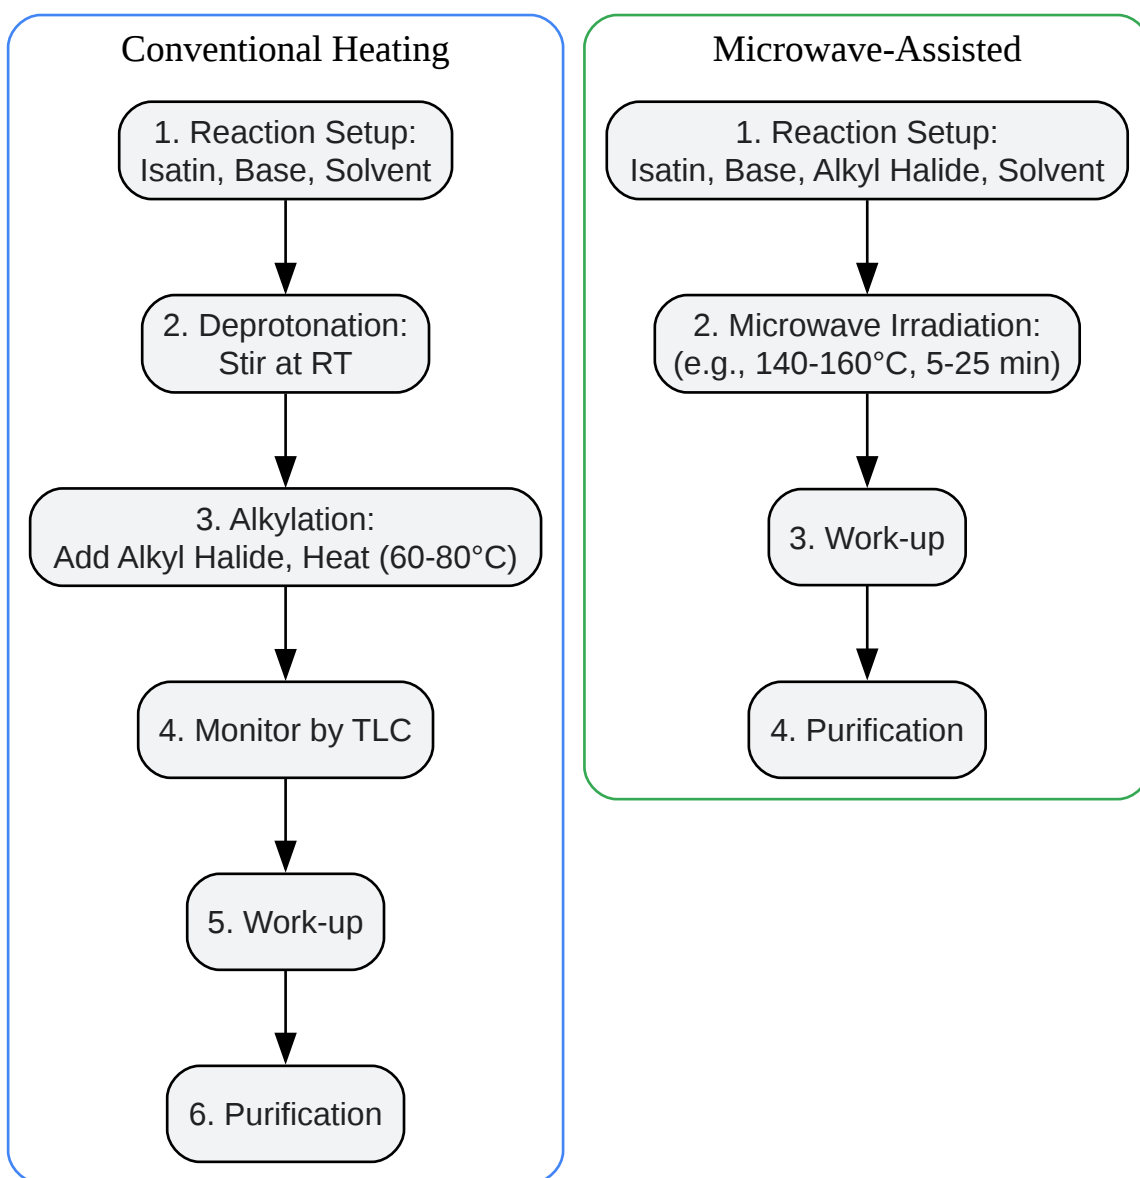 Conventional Heating
1. Reaction Setup:
Isatin, Base, Solvent
2. Deprotonation:
Stir at RT
3. Alkylation:
Add Alkyl Halide, Heat (60-80°C)
4. Monitor by TLC
5. Work-up
6. Purification
Microwave-Assisted
1. Reaction Setup:
Isatin, Base, Alkyl Halide, Solvent
2. Microwave Irradiation:
(e.g., 140-160°C, 5-25 min)
3. Work-up
4. Purification